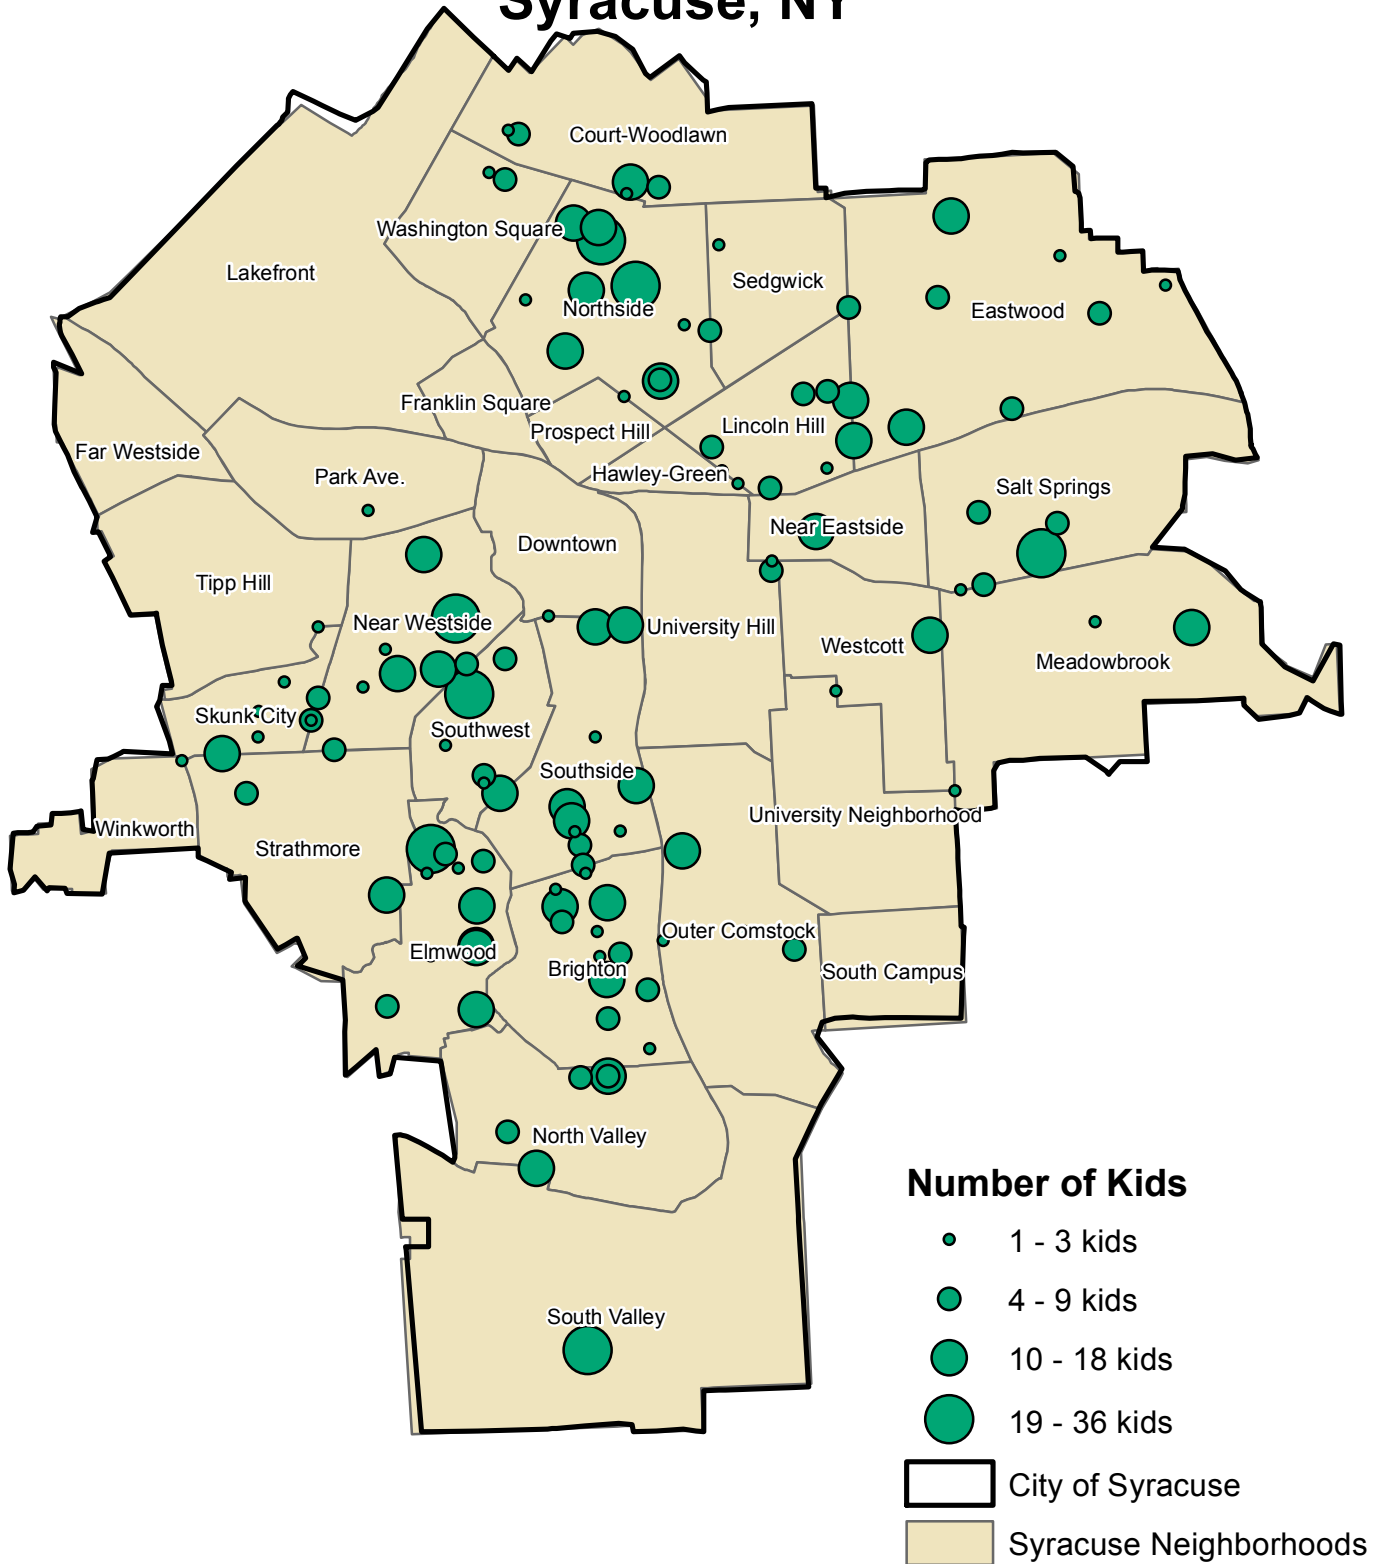 Syracuse, NY
Court-Woodlawn
Washington Square
Lakefront
Sedgwick
Northside
Eastwood
Franklin Square
Prospect Hill
Lincoln Hill
Far Westside
Park Ave.
Hawley-Green
Salt Springs
Near Eastside
Downtown
Tipp Hill
Near Westside
University Hill
Westcott
Meadowbrook
Skunk City
Southwest
Southside
University Neighborhood
Winkworth
Strathmore
Outer Comstock
Elmwood
Brighton
South Campus
North Valley
South Valley
Number of Kids
1 - 3 kids
4 - 9 kids
10 - 18 kids
19 - 36 kids
City of Syracuse
Syracuse Neighborhoods